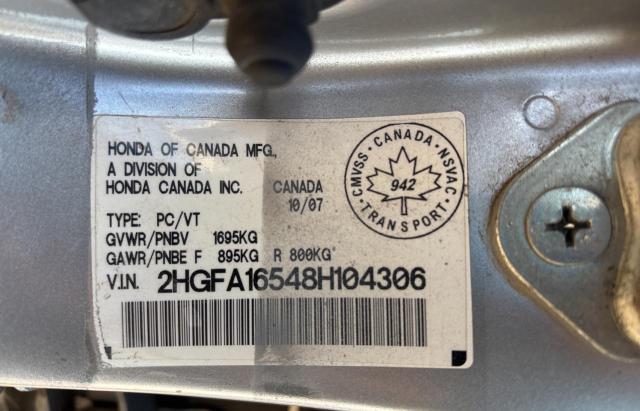 HONDA OF CANADA MFG.,
A DIVISION OF
HONDA CANADA INC. CANADA
10/07
TYPE: PC/VT
GVWR/PNBV 1695KG
GAWR/PNBE F 895KG R 800KG
V.I.N. 2HGFA16548H104306
CMVSS · CANADA · NSVAC
942
· TRANSPORT ·